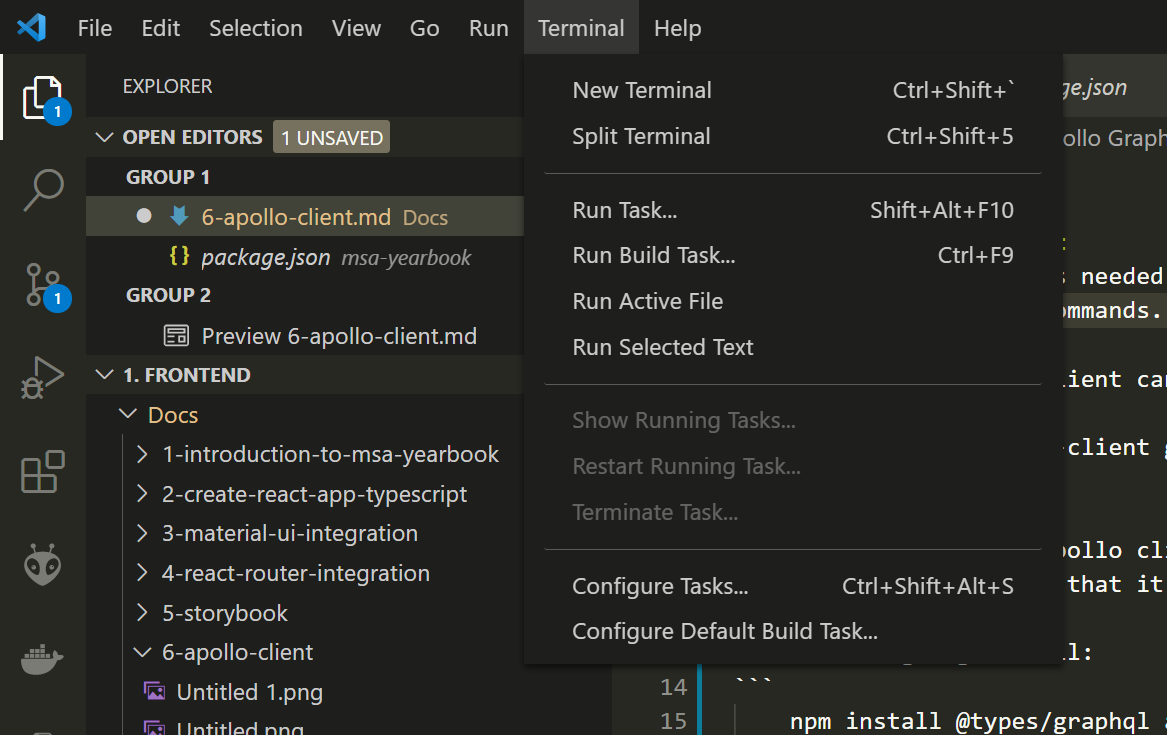 File Edit Selection View Go Run Terminal Help
EXPLORER
1
OPEN EDITORS 1 UNSAVED
GROUP 1
6-apollo-client.md Docs
{} package.json msa-yearbook
GROUP 2
1
Preview 6-apollo-client.md
1. FRONTEND
Docs
1-introduction-to-msa-yearbook
2-create-react-app-typescript
3-material-ui-integration
4-react-router-integration
5-storybook
6-apollo-client
Untitled 1.png
Untitled.png
New Terminal Ctrl+Shift+`
Split Terminal Ctrl+Shift+5
Run Task... Shift+Alt+F10
Run Build Task... Ctrl+F9
Run Active File
Run Selected Text
Show Running Tasks...
Restart Running Task...
Terminate Task...
Configure Tasks... Ctrl+Shift+Alt+S
Configure Default Build Task...
ge.json
ollo Graph
:
s needed
ommands.
ient ca
client
ollo cl
that it
l:
14 ```
15 npm install @types/graphql